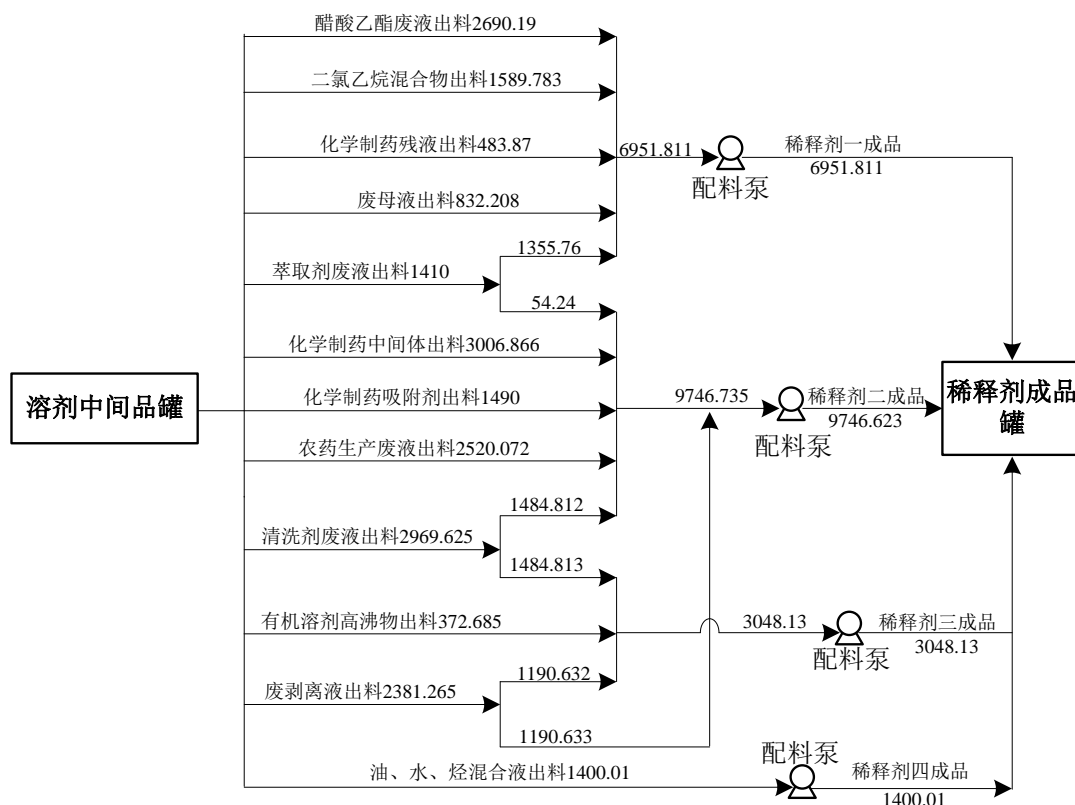 醋酸乙酯废液出料2690.19
二氯乙烷混合物出料1589.783
化学制药残液出料483.87
6951.811
稀释剂一成品
6951.811
配料泵
废母液出料832.208
1355.76
萃取剂废液出料1410
54.24
化学制药中间体出料3006.866
溶剂中间品罐
化学制药吸附剂出料1490
9746.735
稀释剂二成品
9746.623
配料泵
稀释剂成品
罐
农药生产废液出料2520.072
1484.812
清洗剂废液出料2969.625
1484.813
有机溶剂高沸物出料372.685
3048.13
稀释剂三成品
3048.13
配料泵
1190.632
废剥离液出料2381.265
1190.633
配料泵
油、水、烃混合液出料1400.01
稀释剂四成品
1400.01